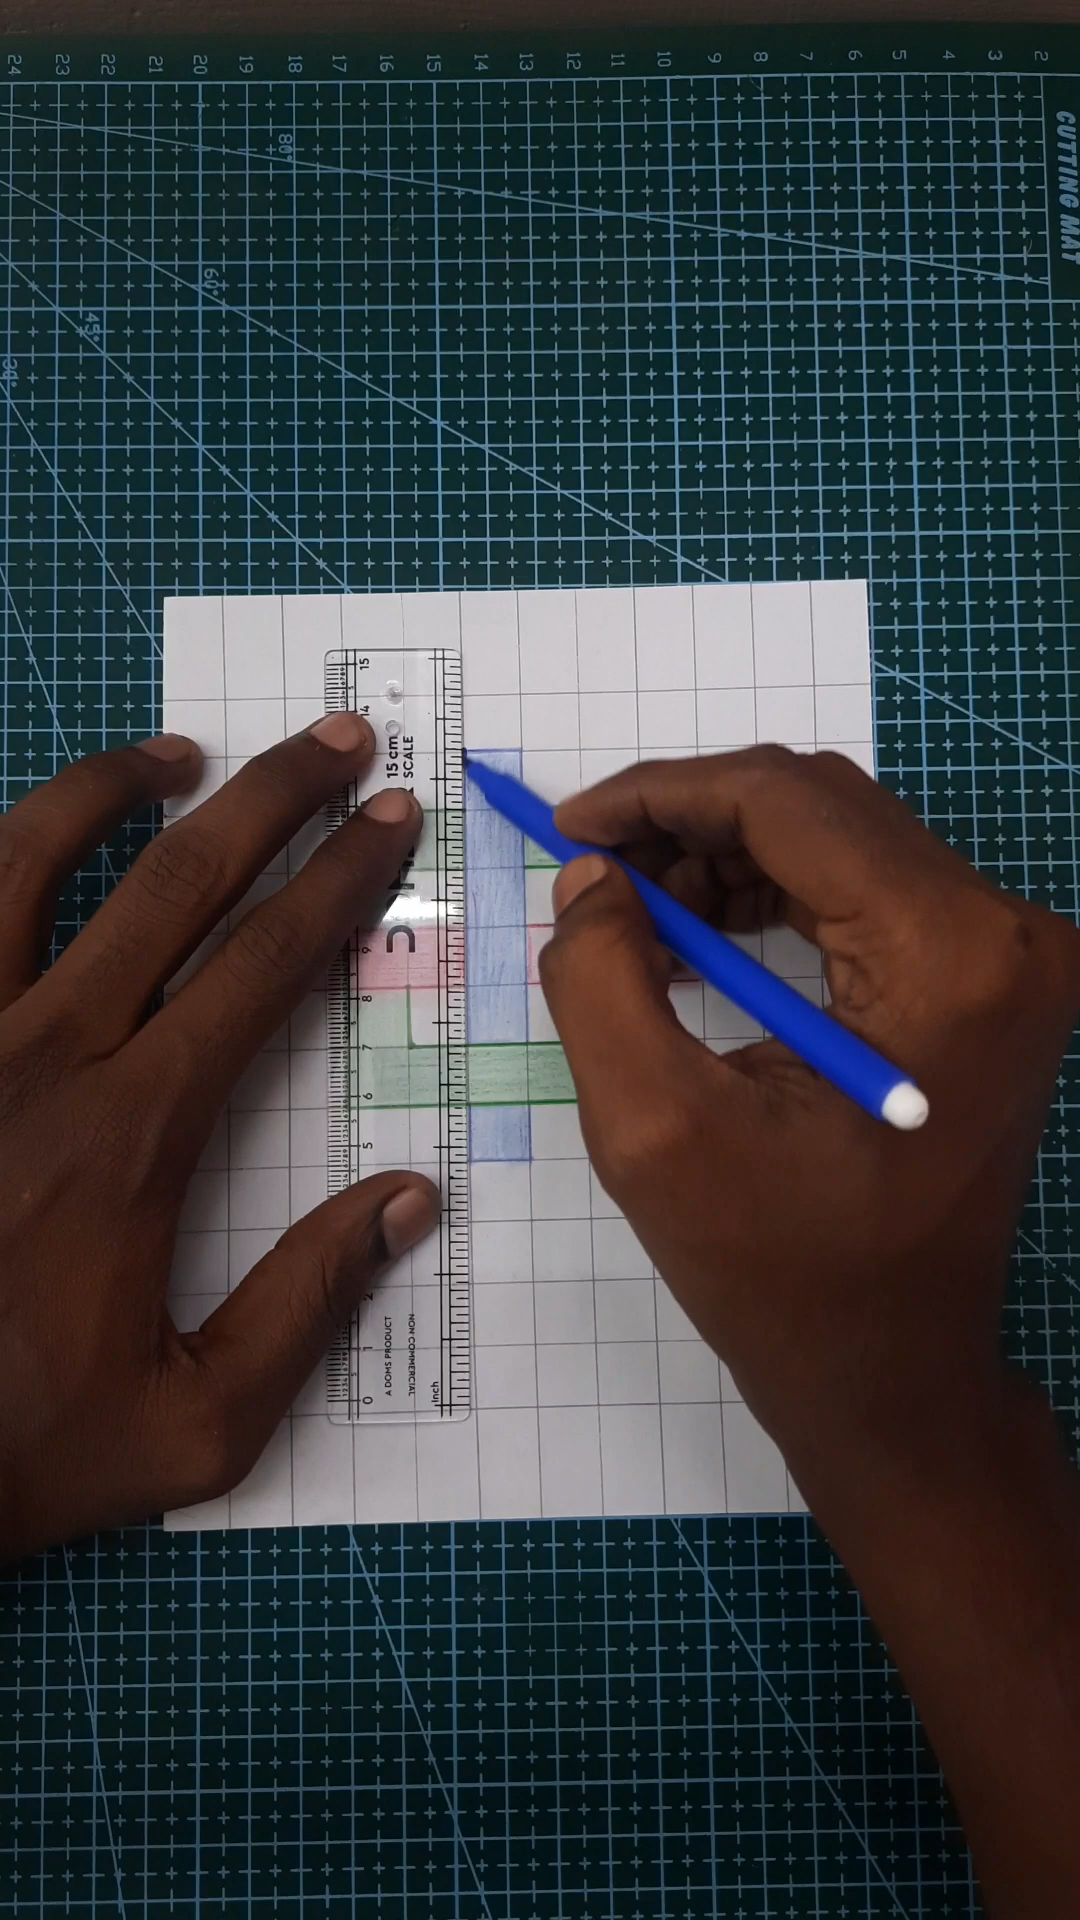 24 23 22 21 20 19 18 17 16 15 14 13 12 11 10 9 8 7 6 5 4 3 2
CUTTING MAT
80°
60°
45°
30°
15 cm
SCALE
15
14
9
8
7
6
5
2
1
0
A DOMS PRODUCT
NON COMMERCIAL
Inch